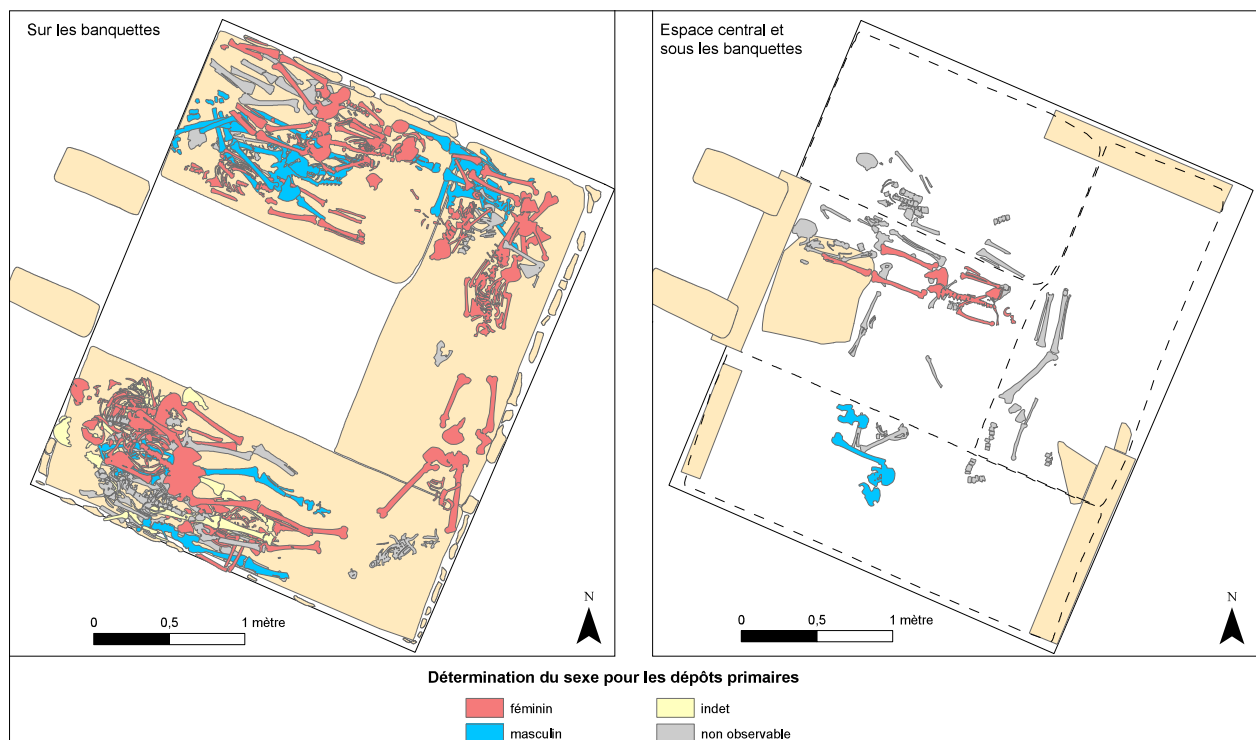 Sur les banquettes
Espace central et
sous les banquettes
N
0
0,5
1 mètre
N
0
0,5
1 mètre
Détermination du sexe pour les dépôts primaires
féminin
indet
masculin
non observable